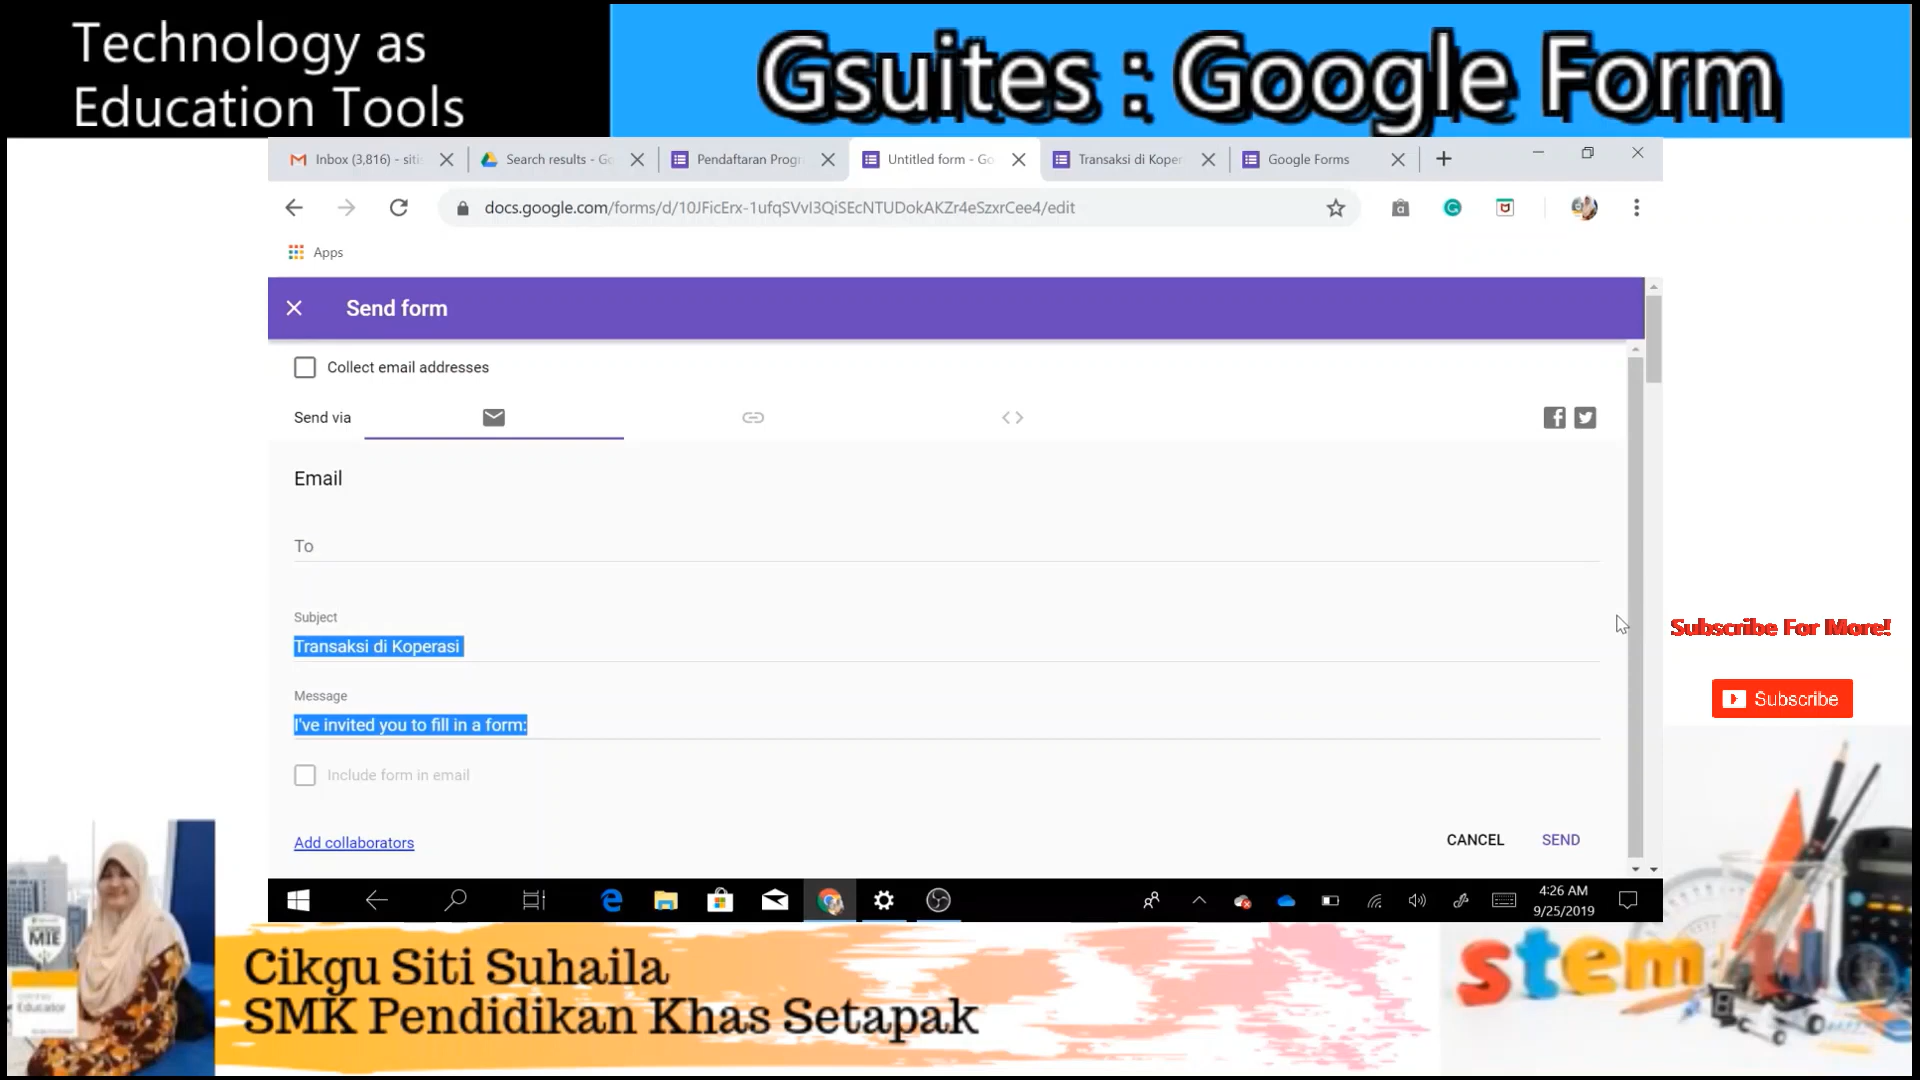 Technology as
Education Tools
Gsuites : Google Form
Inbox (3,816) - siti
Search results - Go
Pendaftaran Progr
Untitled form - Go
Transaksi di Koper
Google Forms
docs.google.com/forms/d/10JFicErx-1ufqSVvI3QiSEcNTUDokAKZr4eSzxrCee4/edit
Apps
Send form
Collect email addresses
Send via
Email
To
Subject
Transaksi di Koperasi
Message
I've invited you to fill in a form:
Include form in email
Add collaborators
CANCEL
SEND
Subscribe For More!
Subscribe
4:26 AM
9/25/2019
MIE
Educator
Cikgu Siti Suhaila
SMK Pendidikan Khas Setapak
stem